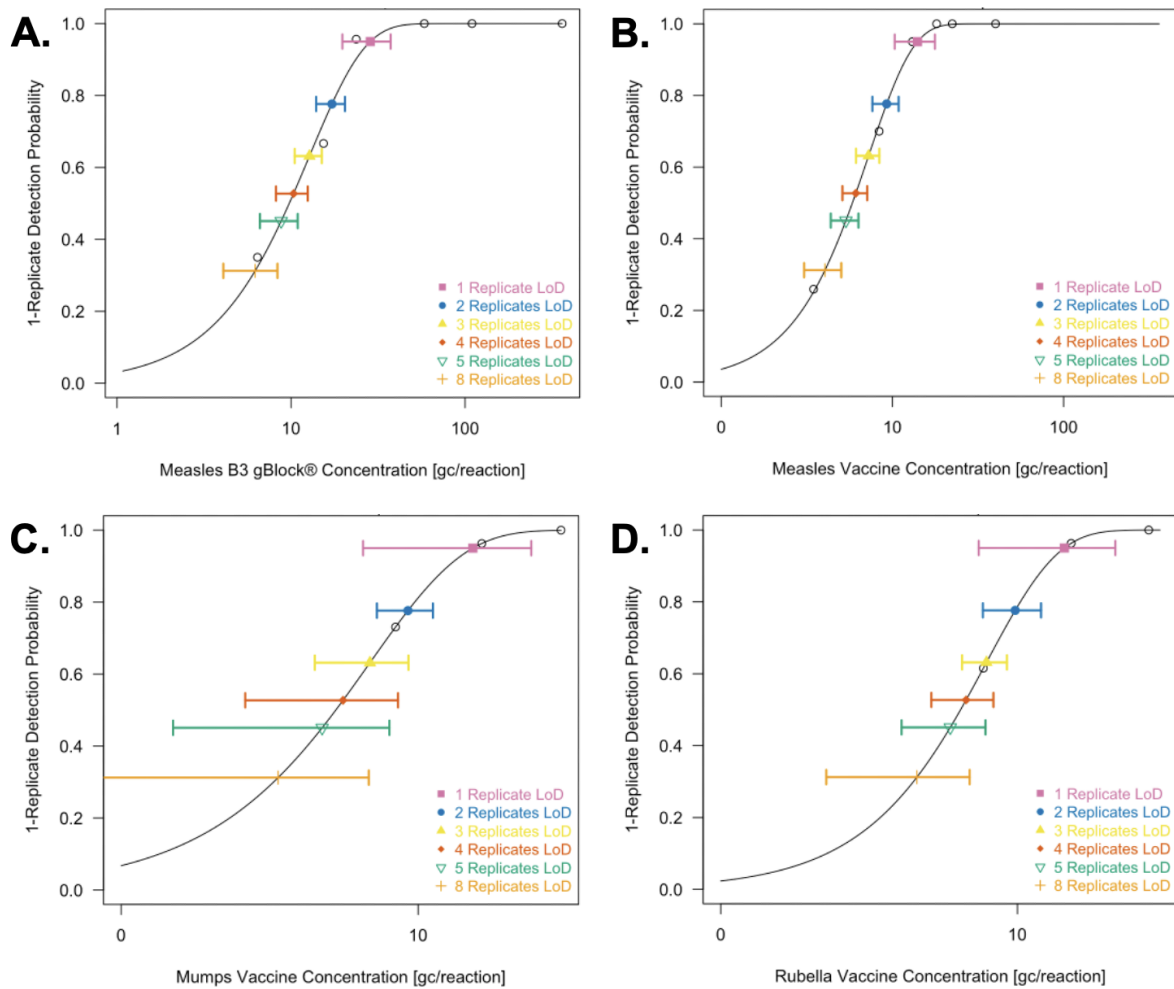 A.
1-Replicate Detection Probability
1.0
0.8
0.6
0.4
0.2
0.0
1 Replicate LoD
2 Replicates LoD
3 Replicates LoD
4 Replicates LoD
5 Replicates LoD
8 Replicates LoD
1
10
100
Measles B3 gBlock® Concentration [gc/reaction]
B.
1-Replicate Detection Probability
1.0
0.8
0.6
0.4
0.2
0.0
1 Replicate LoD
2 Replicates LoD
3 Replicates LoD
4 Replicates LoD
5 Replicates LoD
8 Replicates LoD
0
10
100
Measles Vaccine Concentration [gc/reaction]
C.
1-Replicate Detection Probability
1.0
0.8
0.6
0.4
0.2
0.0
1 Replicate LoD
2 Replicates LoD
3 Replicates LoD
4 Replicates LoD
5 Replicates LoD
8 Replicates LoD
0
10
Mumps Vaccine Concentration [gc/reaction]
D.
1-Replicate Detection Probability
1.0
0.8
0.6
0.4
0.2
0.0
1 Replicate LoD
2 Replicates LoD
3 Replicates LoD
4 Replicates LoD
5 Replicates LoD
8 Replicates LoD
0
10
Rubella Vaccine Concentration [gc/reaction]